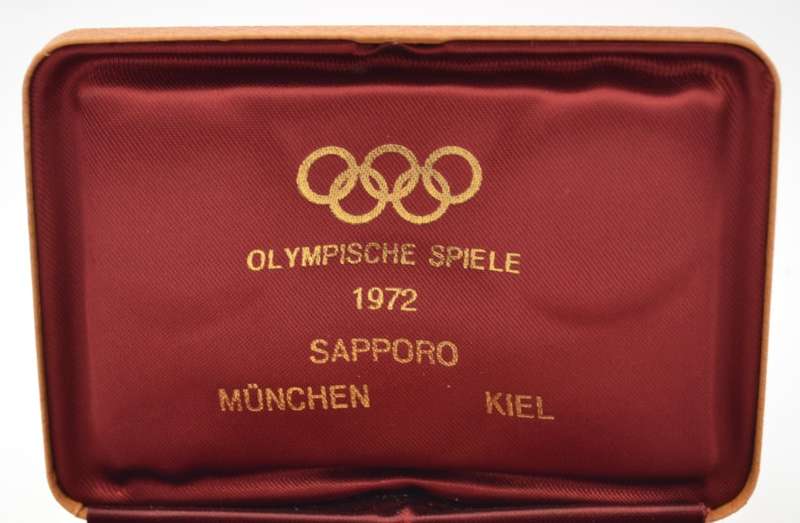 OLYMPISCHE SPIELE
1972
SAPPORO
MÜNCHEN KIEL